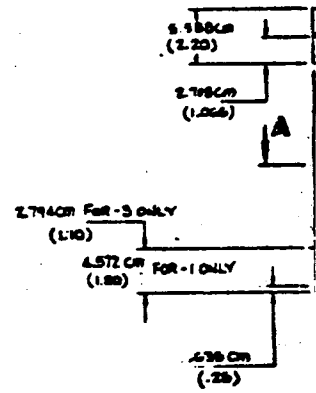 5.588cm
(2.20)
2.708cm
(1.066)
A
2.794cm FOR -3 ONLY
(1.10)
4.572 cm FOR -1 ONLY
(1.80)
.635 cm
(.25)